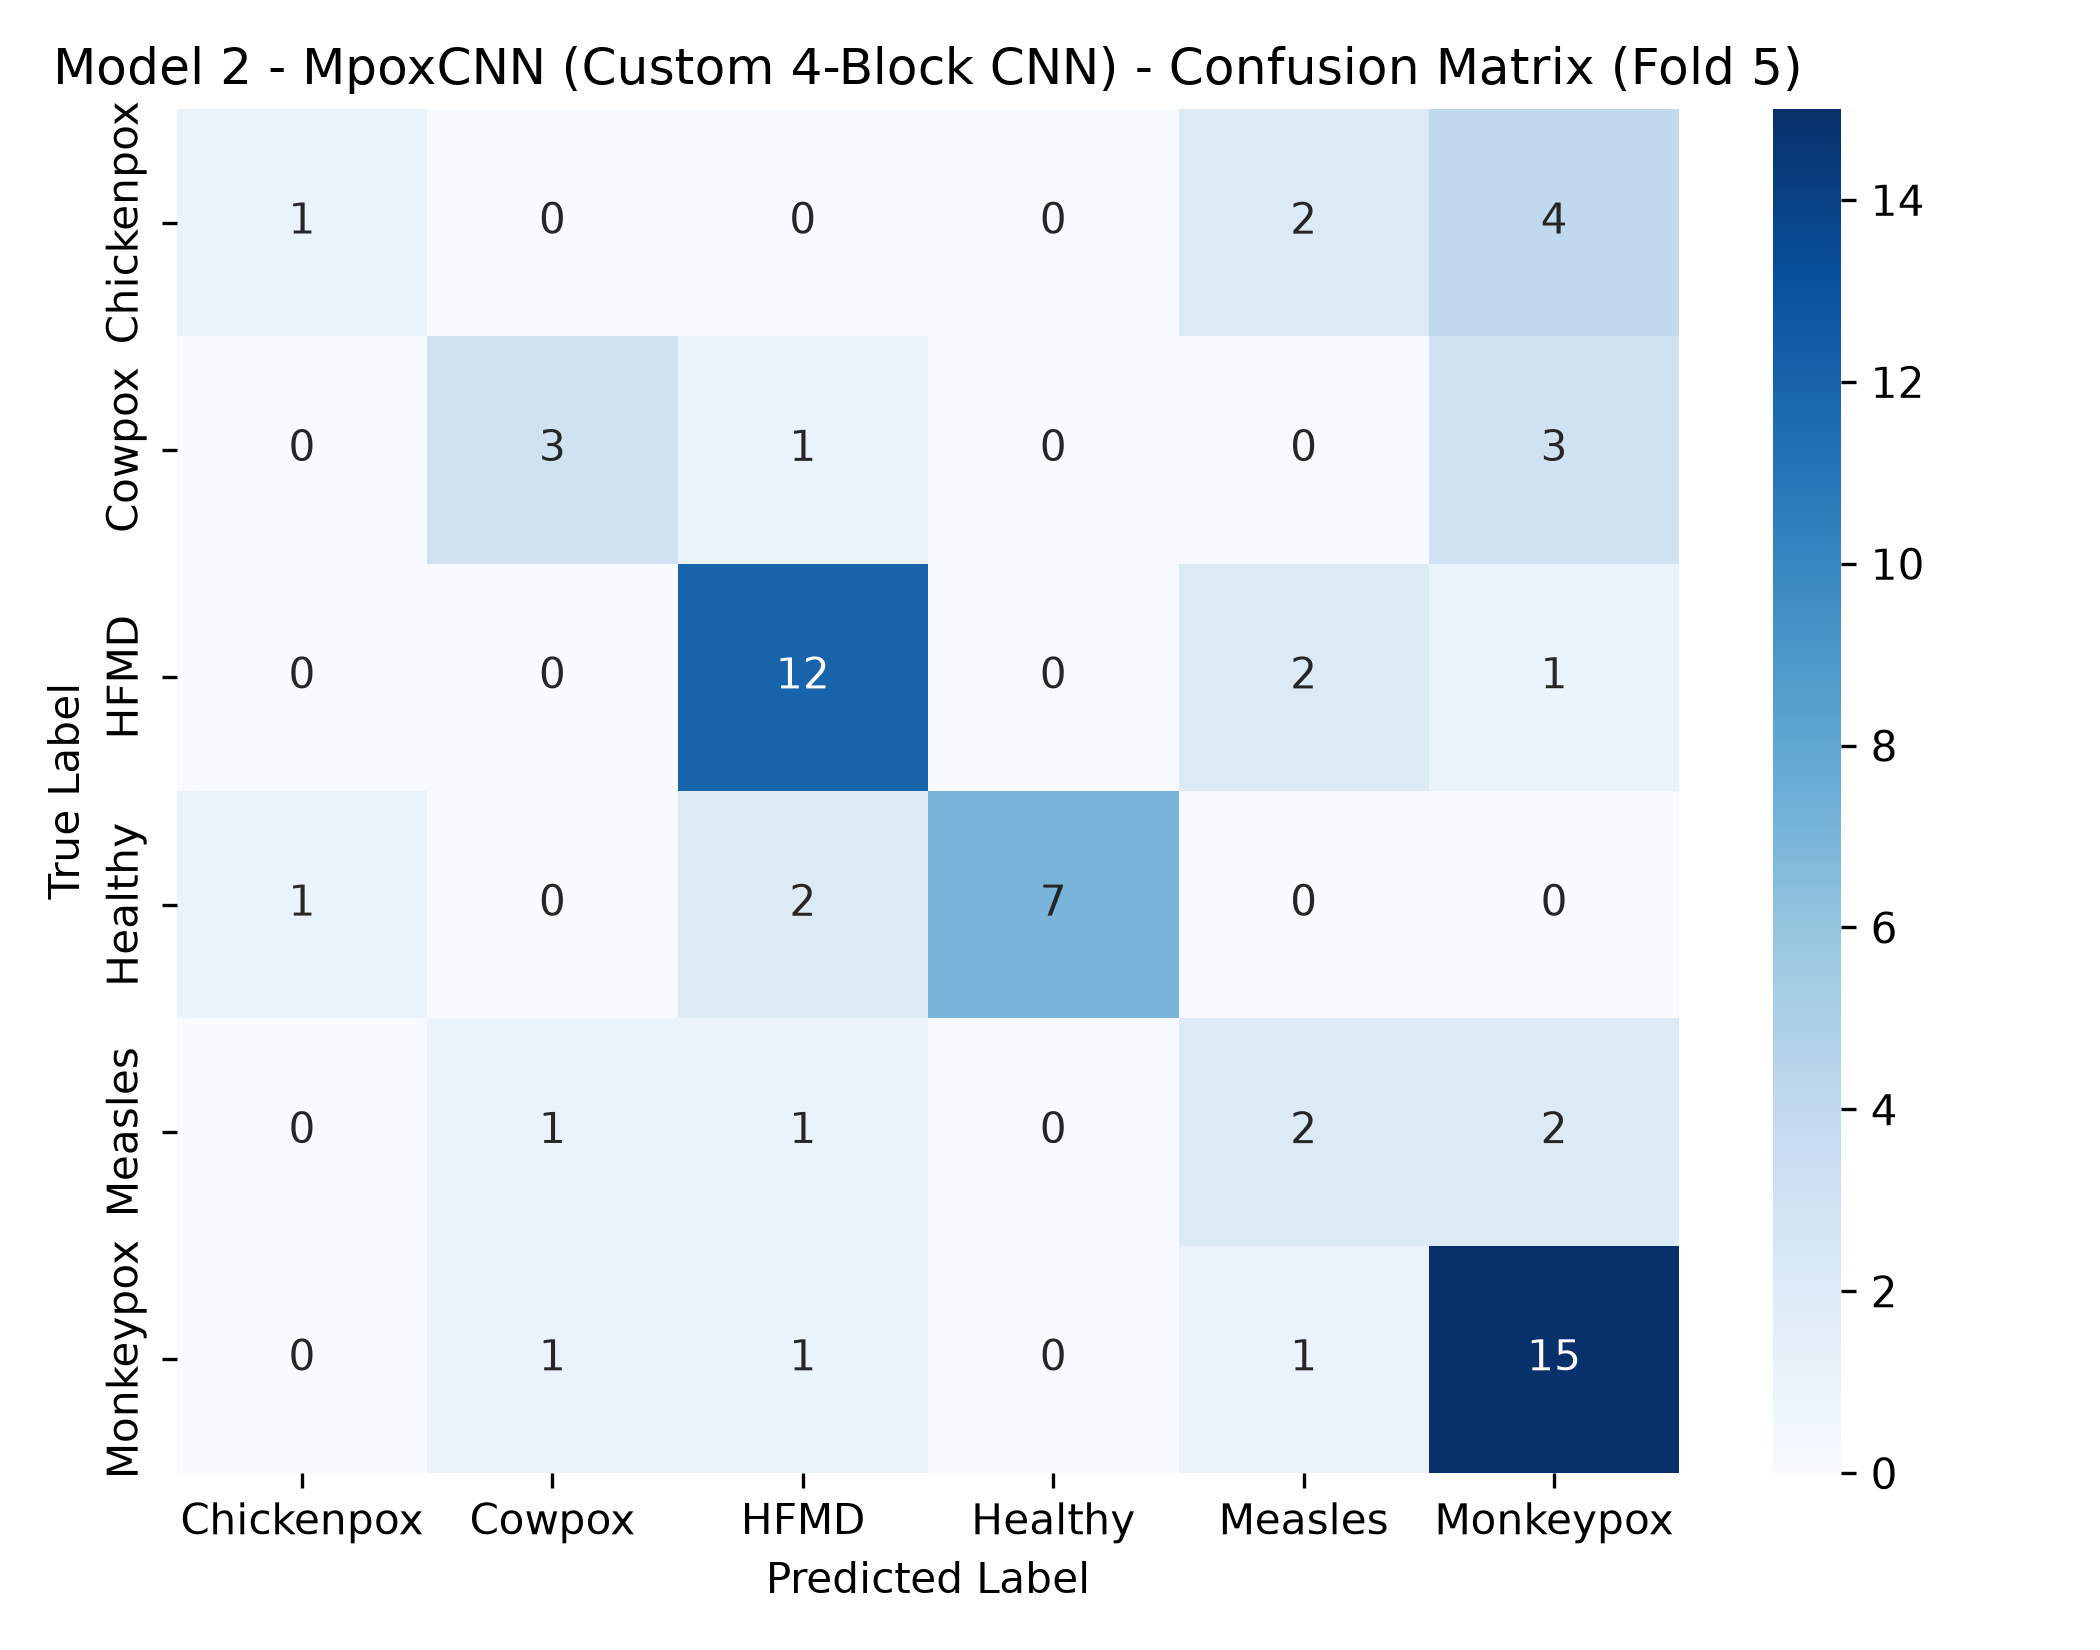 Model 2 - MpoxCNN (Custom 4-Block CNN) - Confusion Matrix (Fold 5)
True Label
Chickenpox 1 0 0 0 2 4
Cowpox 0 3 1 0 0 3
HFMD 0 0 12 0 2 1
Healthy 1 0 2 7 0 0
Measles 0 1 1 0 2 2
Monkeypox 0 1 1 0 1 15
Chickenpox Cowpox HFMD Healthy Measles Monkeypox
Predicted Label
14
12
10
8
6
4
2
0